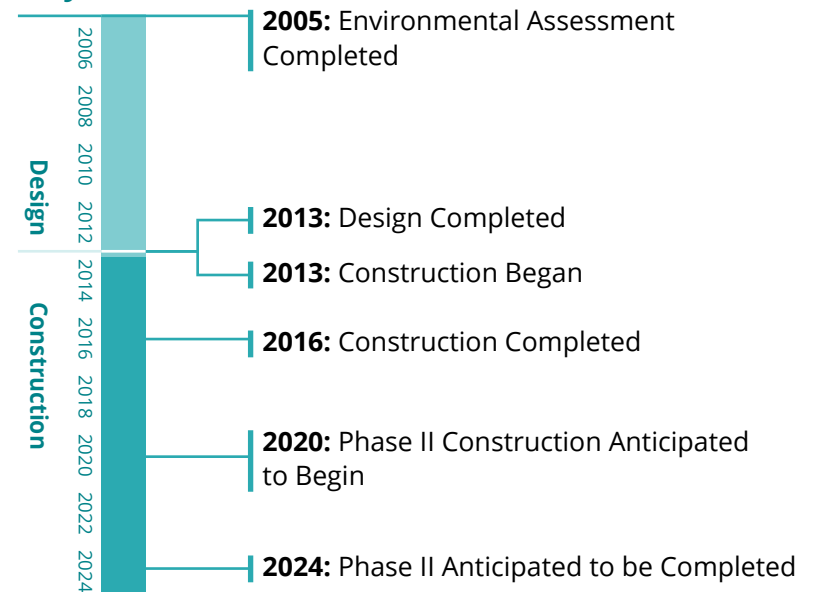 2005: Environmental Assessment
Completed
2006
2008
2010
2012
Design
2013: Design Completed
2013: Construction Began
2014
2016
2018
2020
2022
2024
Construction
2016: Construction Completed
2020: Phase II Construction Anticipated
to Begin
2024: Phase II Anticipated to be Completed